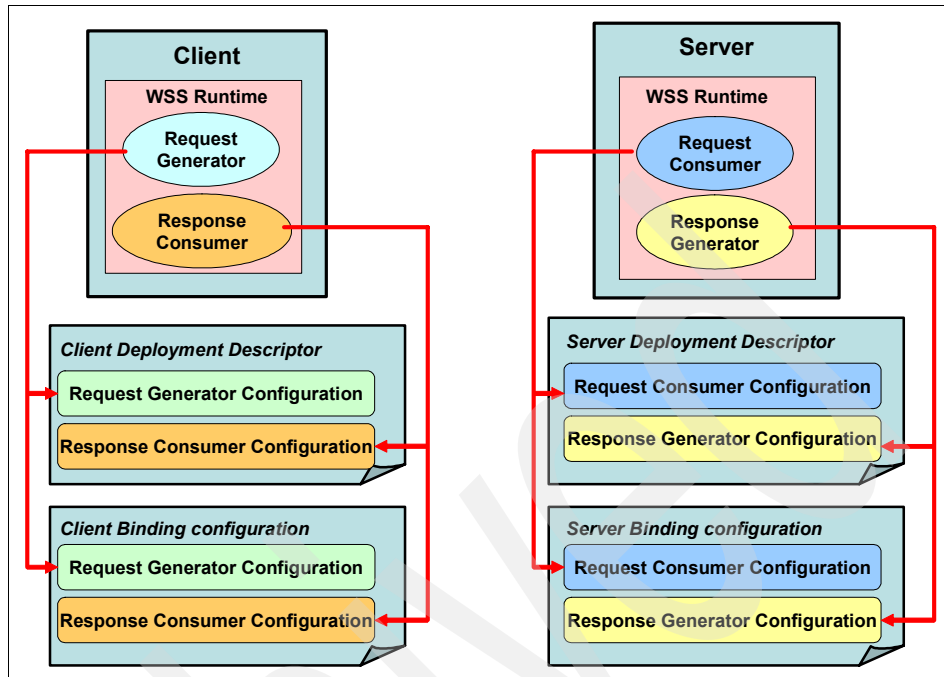 Client
WSS Runtime
Request
Generator
Response
Consumer
Client Deployment Descriptor
Request Generator Configuration
Response Consumer Configuration
Client Binding configuration
Request Generator Configuration
Response Consumer Configuration
Server
WSS Runtime
Request
Consumer
Response
Generator
Server Deployment Descriptor
Request Consumer Configuration
Response Generator Configuration
Server Binding configuration
Request Consumer Configuration
Response Generator Configuration